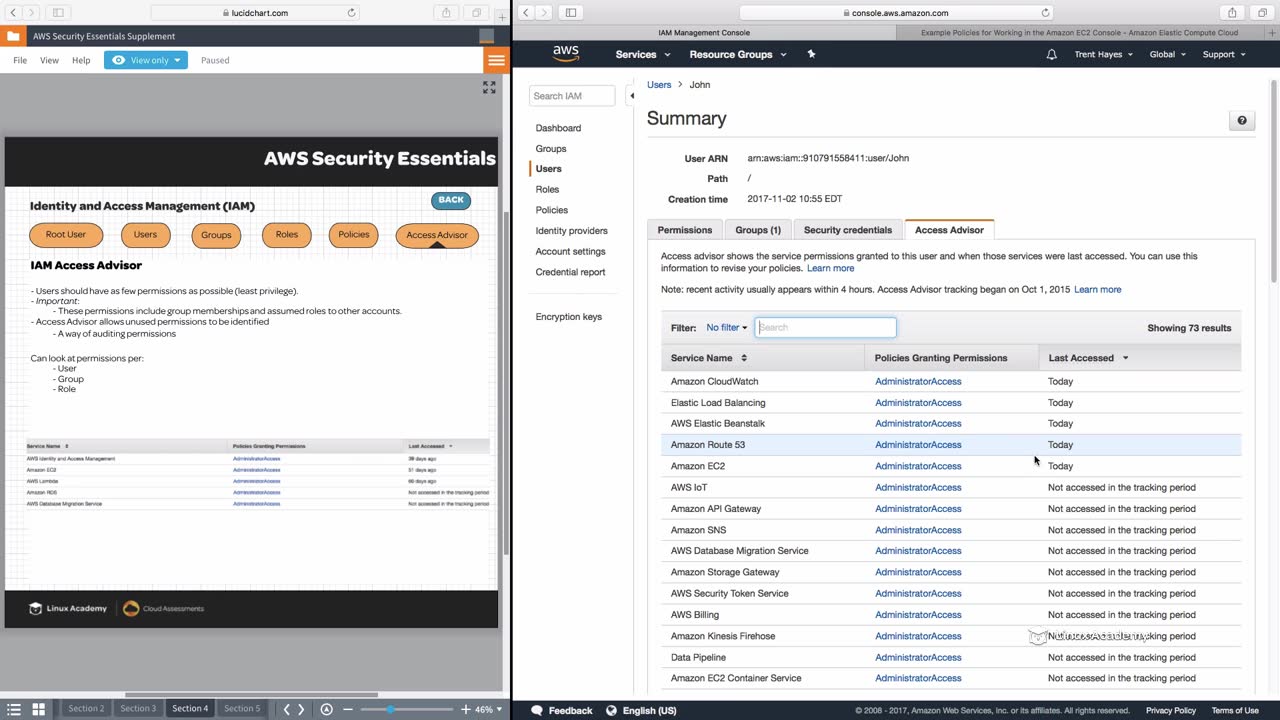 lucidchart.com
AWS Security Essentials Supplement
File View Help View only Paused
AWS Security Essentials
Identity and Access Management (IAM)
BACK
Root User Users Groups Roles Policies Access Advisor
IAM Access Advisor
- Users should have as few permissions as possible (least privilege).
- Important:
- These permissions include group memberships and assumed roles to other accounts.
- Access Advisor allows unused permissions to be identified
- A way of auditing permissions
Can look at permissions per:
- User
- Group
- Role
Service Name Policies Granting Permissions Last Accessed
AWS Identity and Access Management AdministratorAccess 39 days ago
Amazon EC2 AdministratorAccess 51 days ago
AWS Lambda AdministratorAccess 66 days ago
Amazon RDS AdministratorAccess Not accessed in the tracking period
AWS Database Migration Service AdministratorAccess Not accessed in the tracking period
Linux Academy Cloud Assessments
Section 2 Section 3 Section 4 Section 5 46%
console.aws.amazon.com
IAM Management Console Example Policies for Working in the Amazon EC2 Console - Amazon Elastic Compute Cloud
aws Services Resource Groups Trent Hayes Global Support
Search IAM
Dashboard
Groups
Users
Roles
Policies
Identity providers
Account settings
Credential report
Encryption keys
Users > John
Summary
User ARN arn:aws:iam::910791558411:user/John
Path /
Creation time 2017-11-02 10:55 EDT
Permissions Groups (1) Security credentials Access Advisor
Access advisor shows the service permissions granted to this user and when those services were last accessed. You can use this
information to revise your policies. Learn more
Note: recent activity usually appears within 4 hours. Access Advisor tracking began on Oct 1, 2015 Learn more
Filter: No filter Search Showing 73 results
Service Name Policies Granting Permissions Last Accessed
Amazon CloudWatch AdministratorAccess Today
Elastic Load Balancing AdministratorAccess Today
AWS Elastic Beanstalk AdministratorAccess Today
Amazon Route 53 AdministratorAccess Today
Amazon EC2 AdministratorAccess Today
AWS IoT AdministratorAccess Not accessed in the tracking period
Amazon API Gateway AdministratorAccess Not accessed in the tracking period
Amazon SNS AdministratorAccess Not accessed in the tracking period
AWS Database Migration Service AdministratorAccess Not accessed in the tracking period
Amazon Storage Gateway AdministratorAccess Not accessed in the tracking period
AWS Security Token Service AdministratorAccess Not accessed in the tracking period
AWS Billing AdministratorAccess Not accessed in the tracking period
Amazon Kinesis Firehose AdministratorAccess Not accessed in the tracking period
Linux Academy
Data Pipeline AdministratorAccess Not accessed in the tracking period
Amazon EC2 Container Service AdministratorAccess Not accessed in the tracking period
Feedback English (US) © 2008 - 2017, Amazon Web Services, Inc. or its affiliates. All rights reserved. Privacy Policy Terms of Use